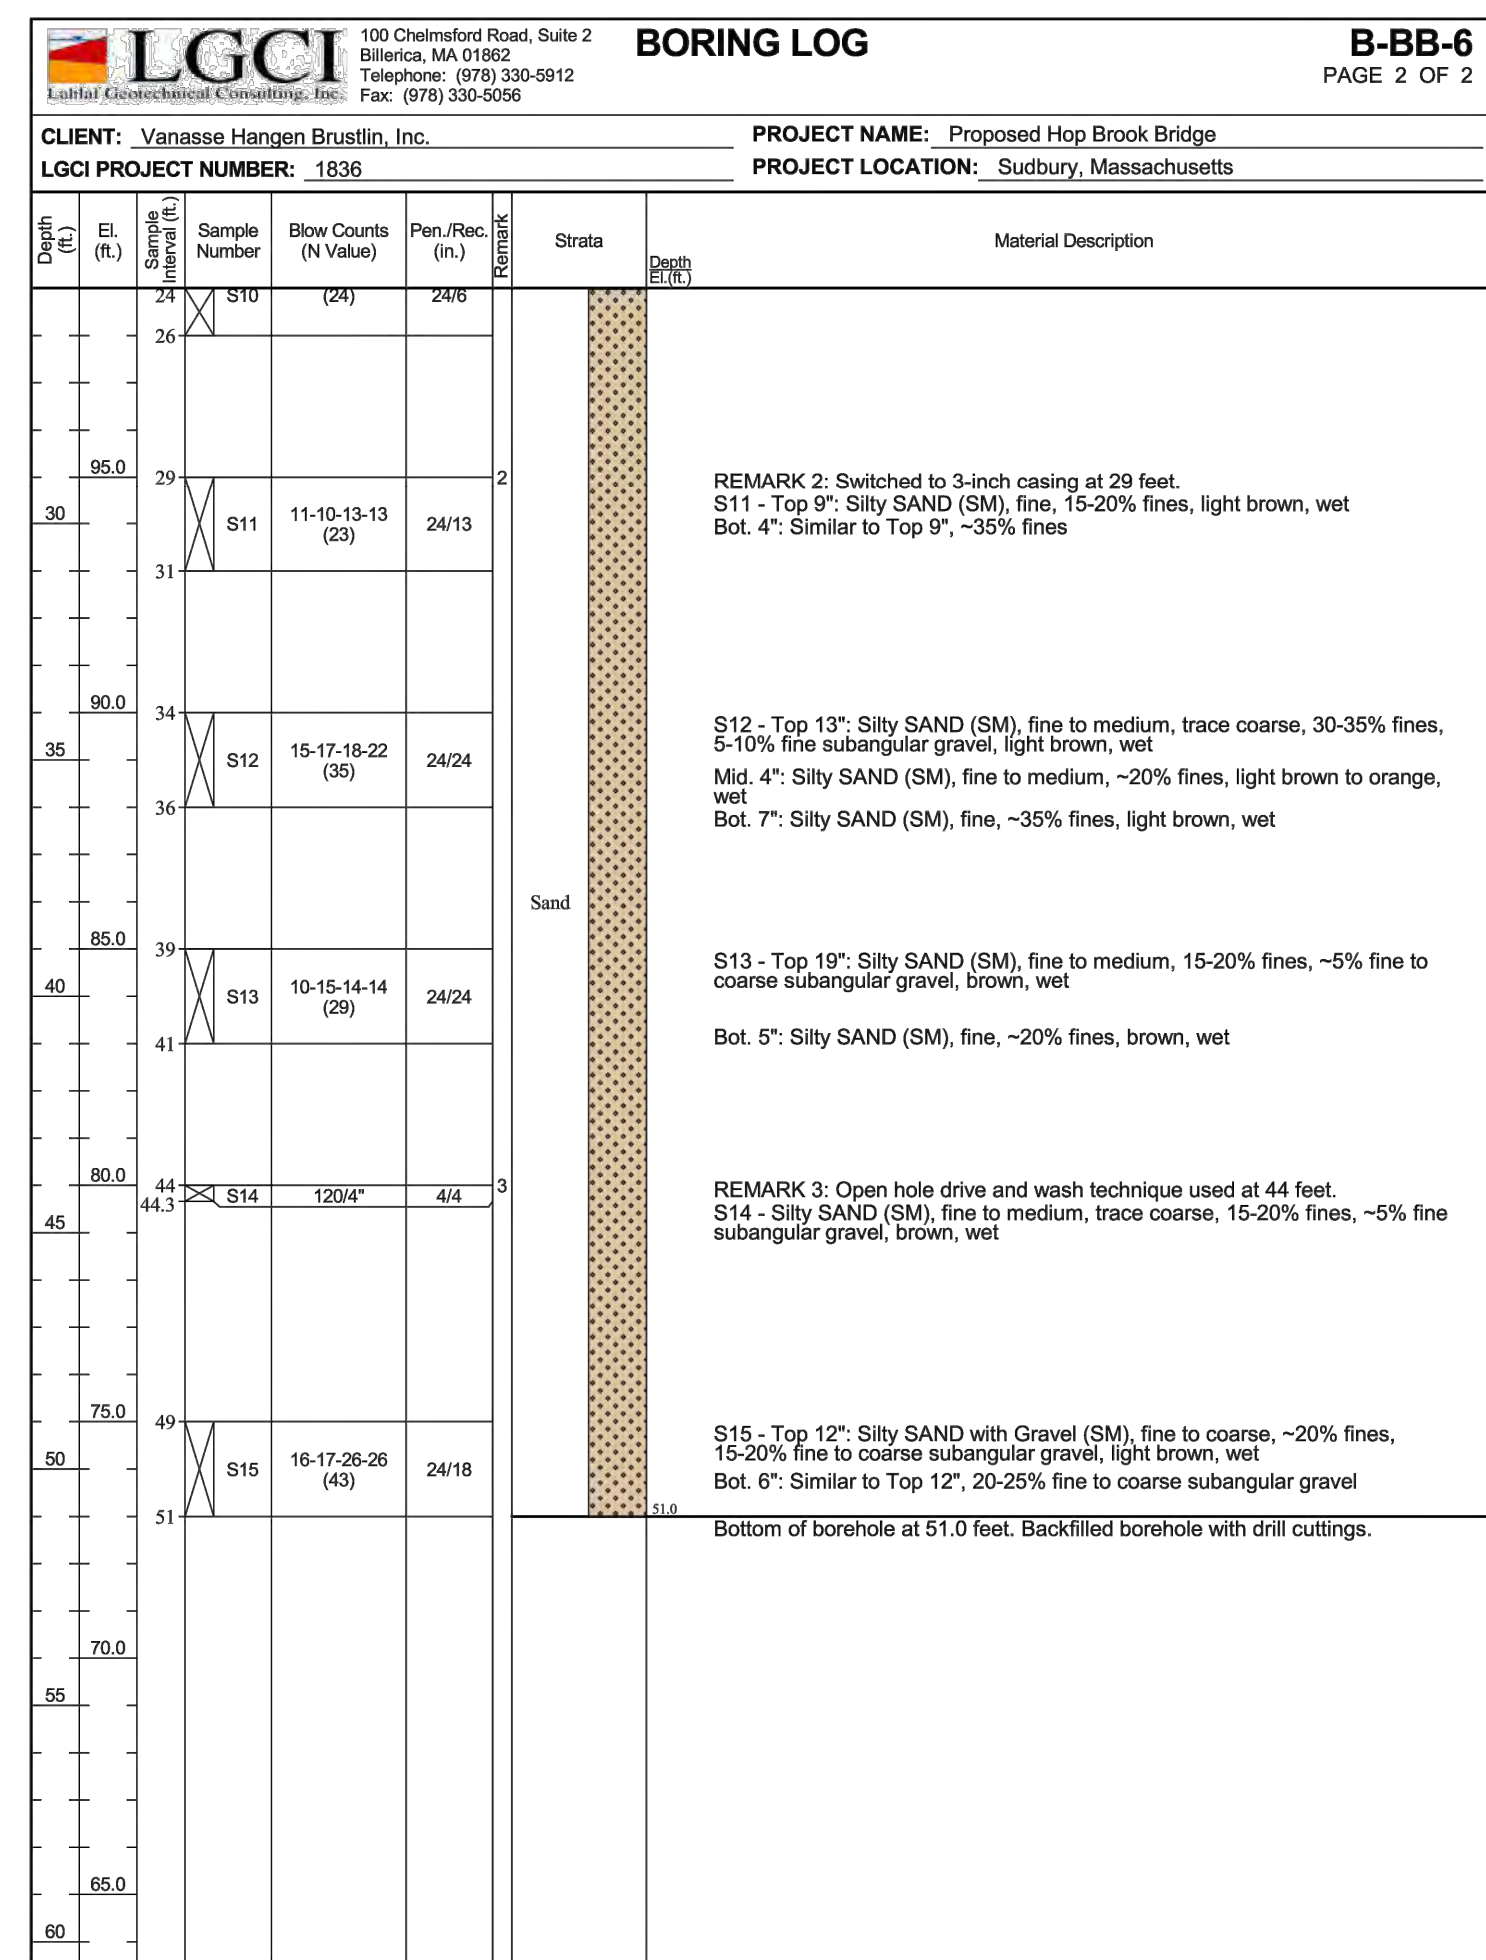 LGCI
Lahlaf Geotechnical Consulting, Inc.
100 Chelmsford Road, Suite 2
Billerica, MA 01862
Telephone: (978) 330-5912
Fax: (978) 330-5056
BORING LOG
B-BB-6
PAGE 2 OF 2
CLIENT: Vanasse Hangen Brustlin, Inc.
PROJECT NAME: Proposed Hop Brook Bridge
LGCI PROJECT NUMBER: 1836
PROJECT LOCATION: Sudbury, Massachusetts
Depth (ft.)
El. (ft.)
Sample Interval (ft.)
Sample Number
Blow Counts (N Value)
Pen./Rec. (in.)
Remark
Strata
Depth
El.(ft.)
Material Description
24 S10 (24) 24/6
26
95.0 29 2
REMARK 2: Switched to 3-inch casing at 29 feet.
S11 - Top 9": Silty SAND (SM), fine, 15-20% fines, light brown, wet
30 S11 11-10-13-13 (23) 24/13
Bot. 4": Similar to Top 9", ~35% fines
31
90.0 34
S12 - Top 13": Silty SAND (SM), fine to medium, trace coarse, 30-35% fines,
5-10% fine subangular gravel, light brown, wet
35 S12 15-17-18-22 (35) 24/24
Mid. 4": Silty SAND (SM), fine to medium, ~20% fines, light brown to orange,
wet
36
Bot. 7": Silty SAND (SM), fine, ~35% fines, light brown, wet
Sand
85.0 39
S13 - Top 19": Silty SAND (SM), fine to medium, 15-20% fines, ~5% fine to
coarse subangular gravel, brown, wet
40 S13 10-15-14-14 (29) 24/24
Bot. 5": Silty SAND (SM), fine, ~20% fines, brown, wet
41
80.0 44 3
REMARK 3: Open hole drive and wash technique used at 44 feet.
44.3 S14 120/4" 4/4
S14 - Silty SAND (SM), fine to medium, trace coarse, 15-20% fines, ~5% fine
subangular gravel, brown, wet
45
75.0 49
S15 - Top 12": Silty SAND with Gravel (SM), fine to coarse, ~20% fines,
15-20% fine to coarse subangular gravel, light brown, wet
50 S15 16-17-26-26 (43) 24/18
Bot. 6": Similar to Top 12", 20-25% fine to coarse subangular gravel
51 51.0
Bottom of borehole at 51.0 feet. Backfilled borehole with drill cuttings.
70.0
55
65.0
60